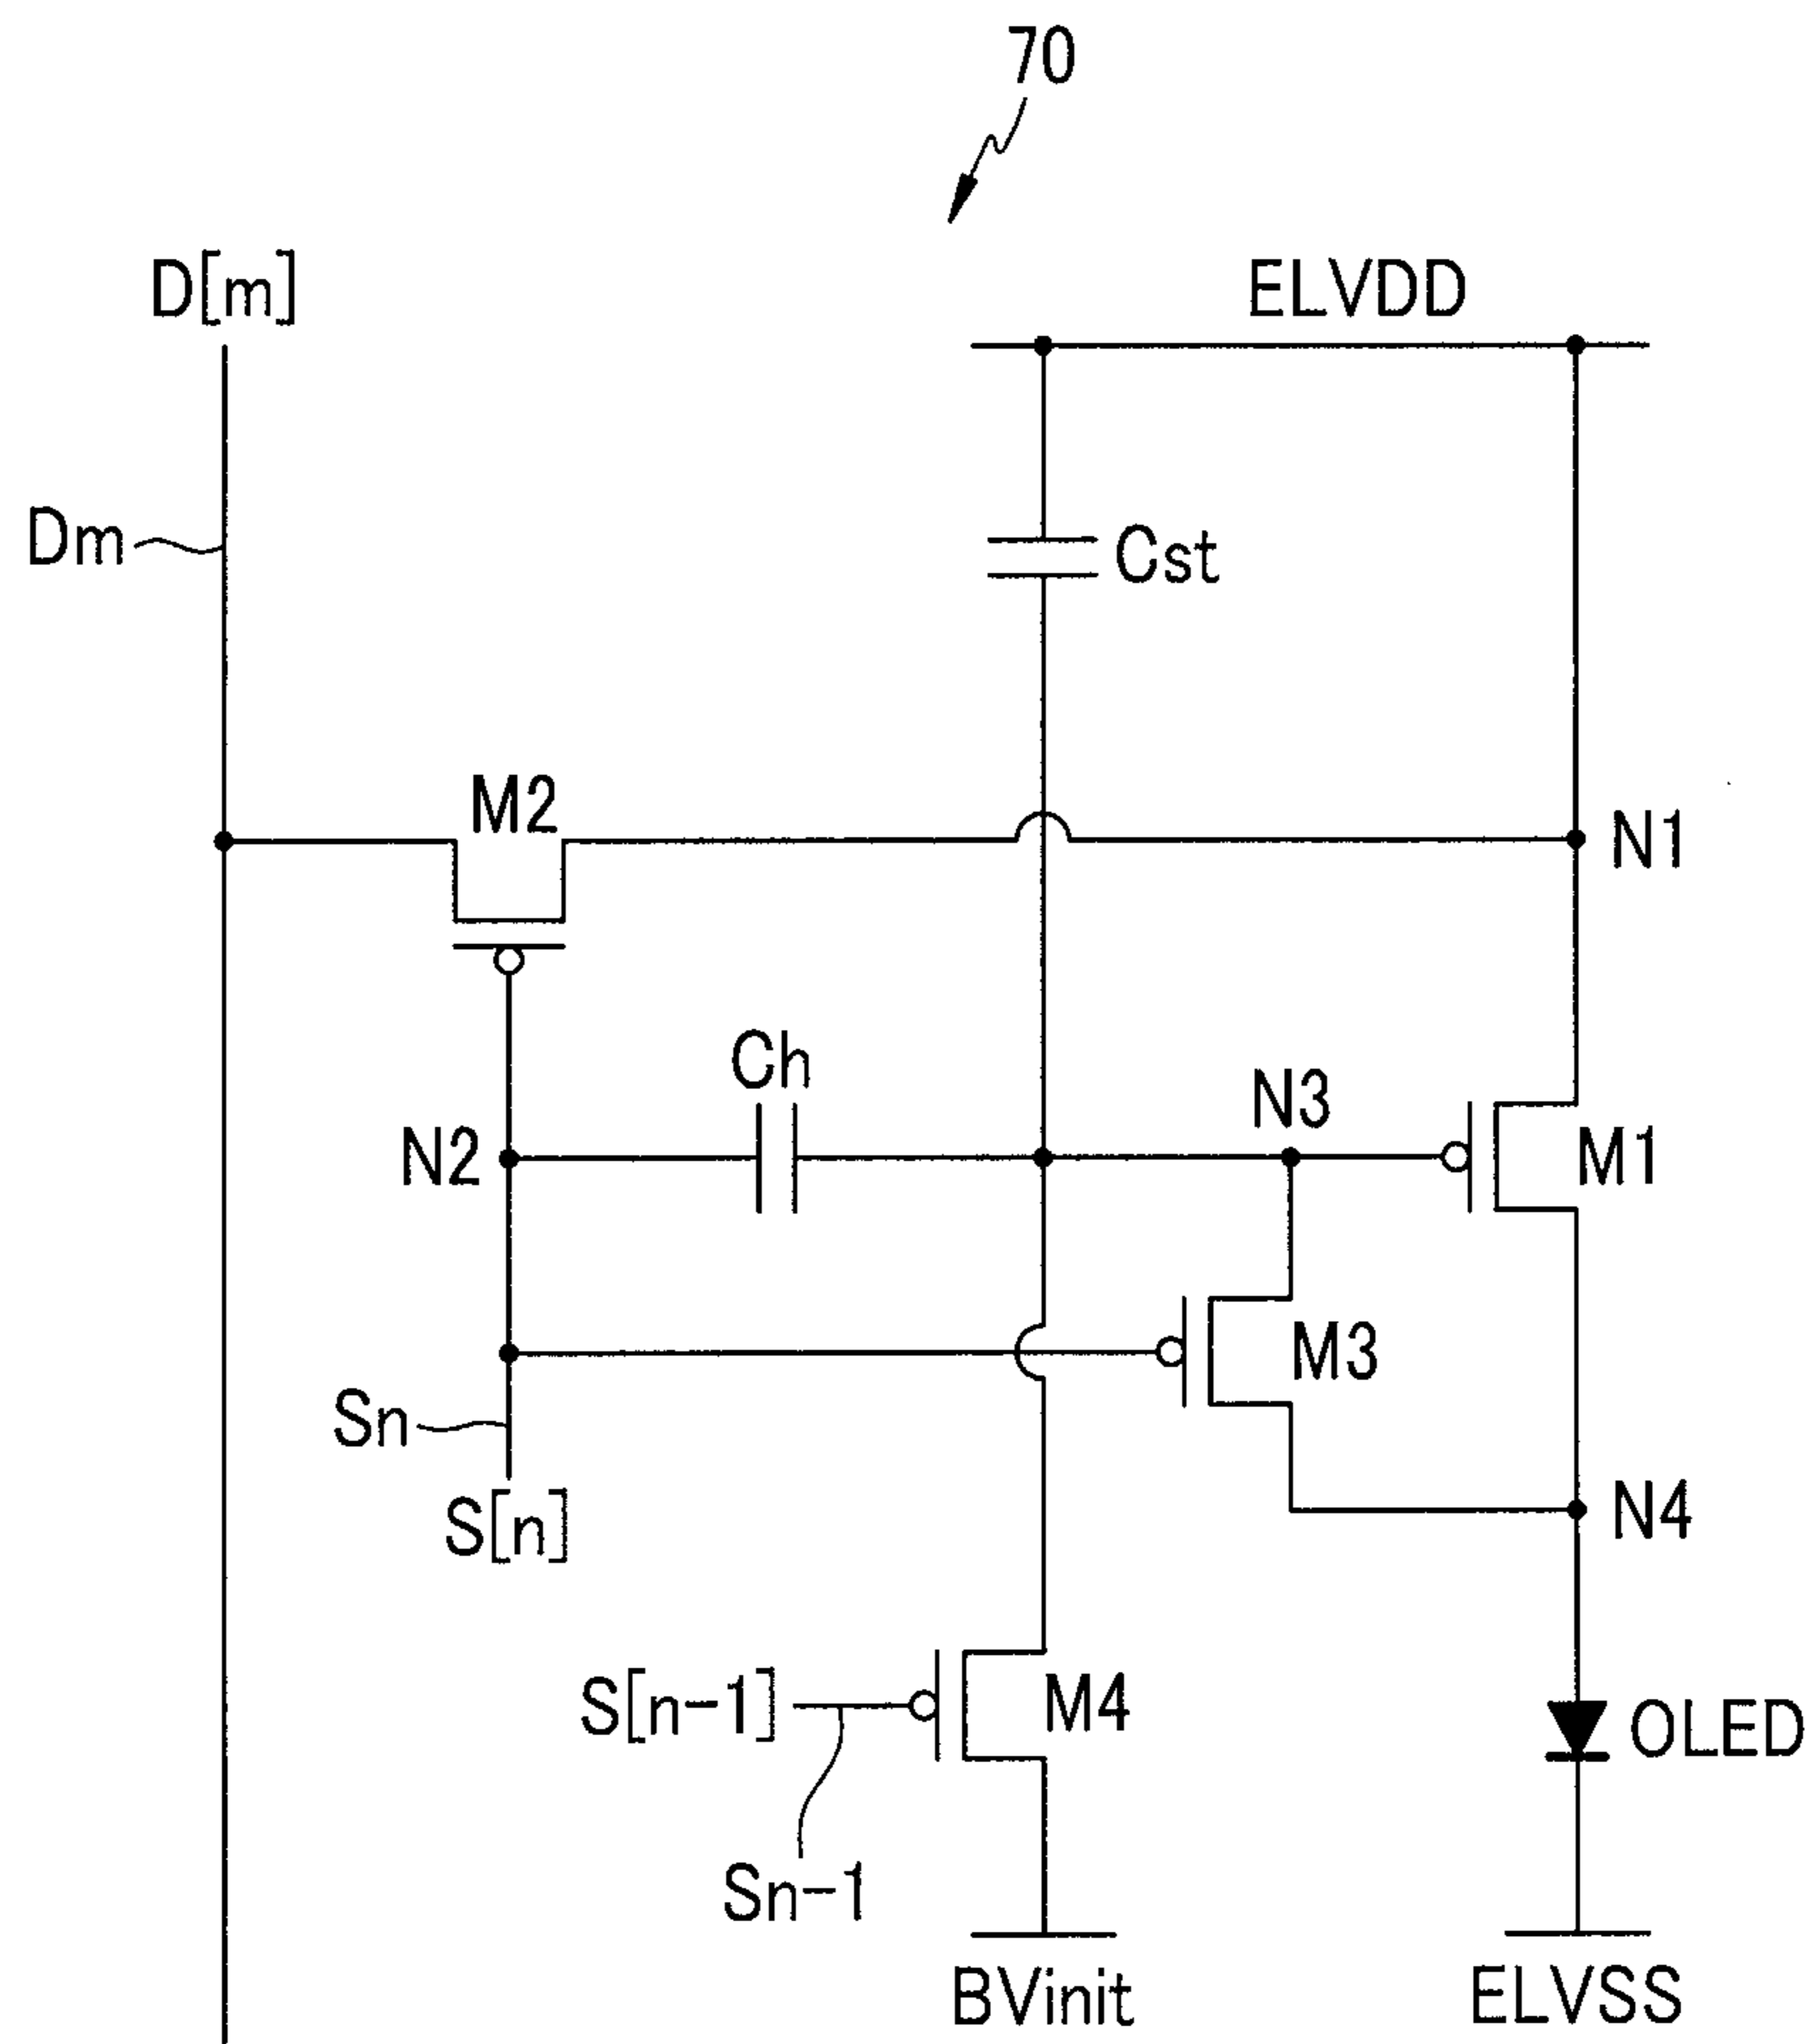 70
D[m]
ELVDD
Dm
Cst
M2
N1
Ch
N3
N2
M1
M3
Sn
S[n]
N4
S[n-1]
M4
OLED
Sn-1
BVinit
ELVSS